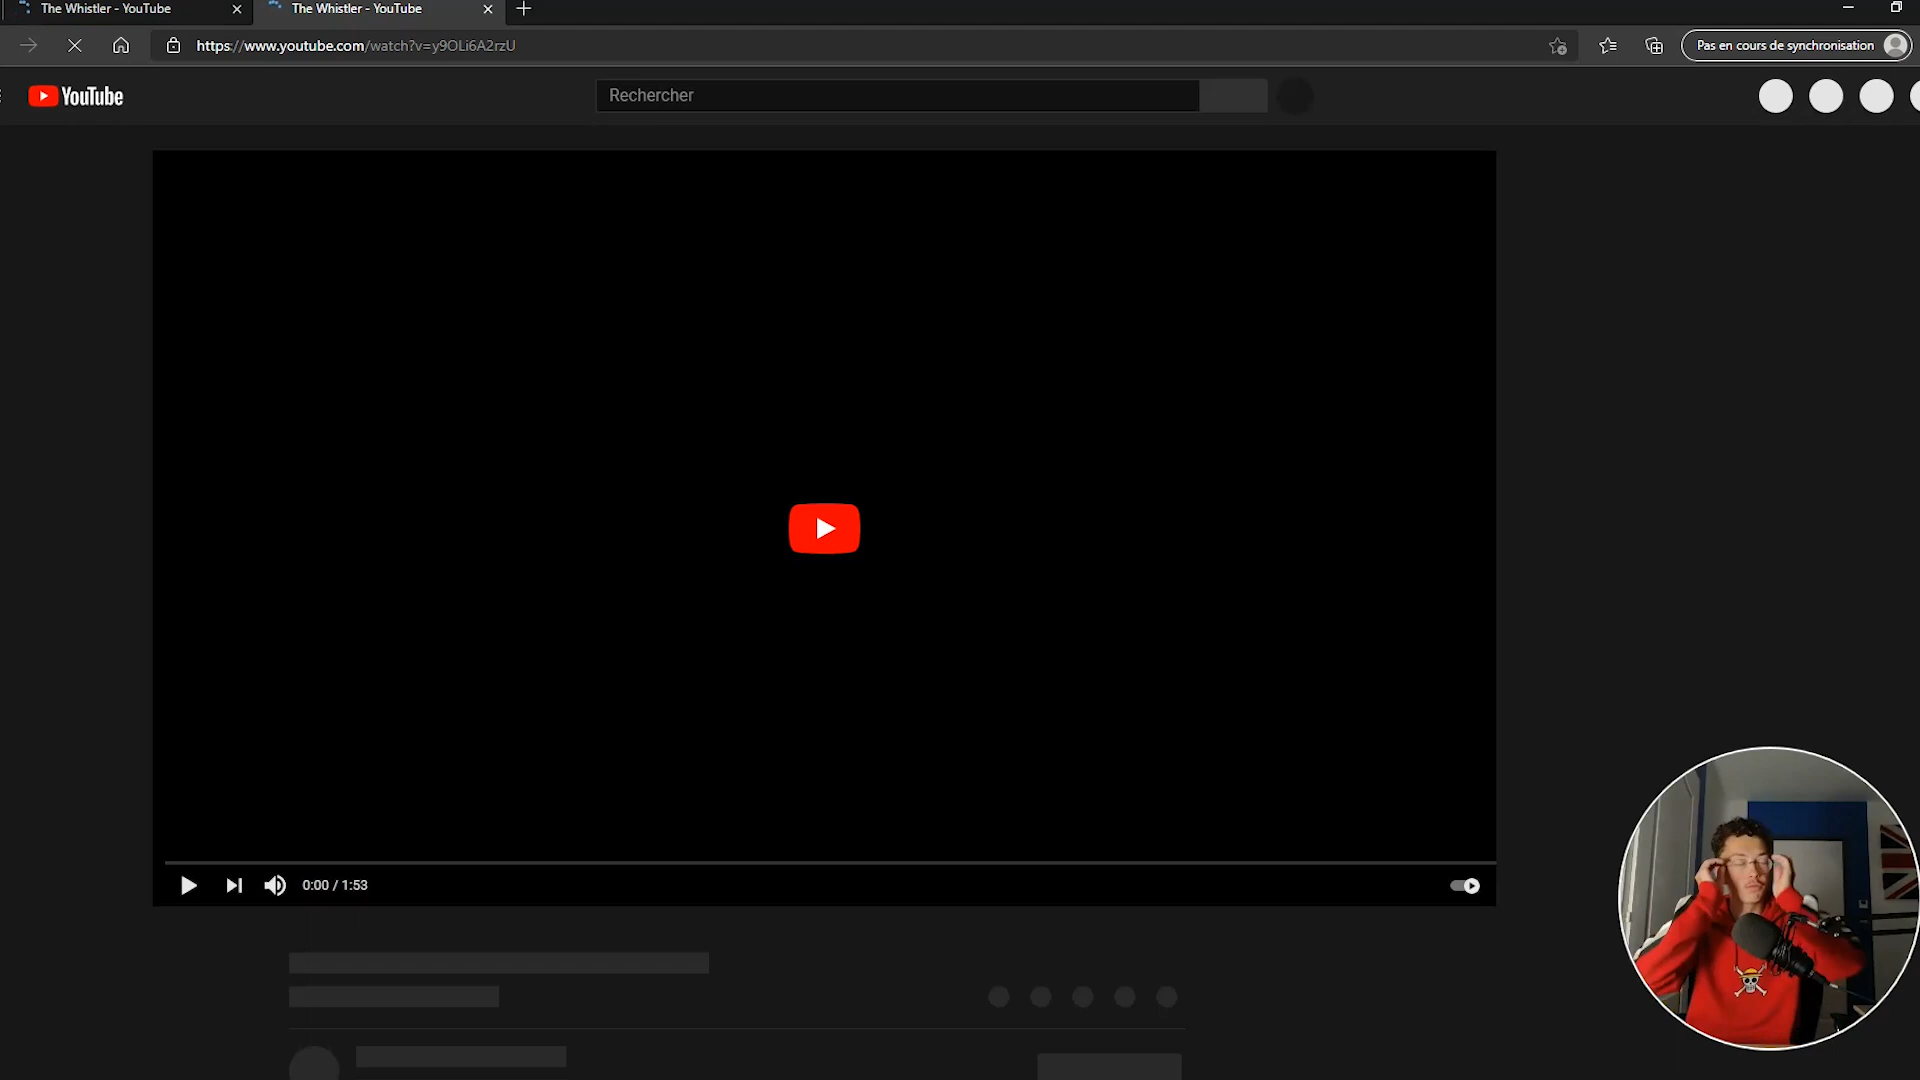 The Whistler - YouTube
The Whistler - YouTube
https://www.youtube.com/watch?v=y9OLi6A2rzU
Pas en cours de synchronisation
YouTube
Rechercher
0:00 / 1:53